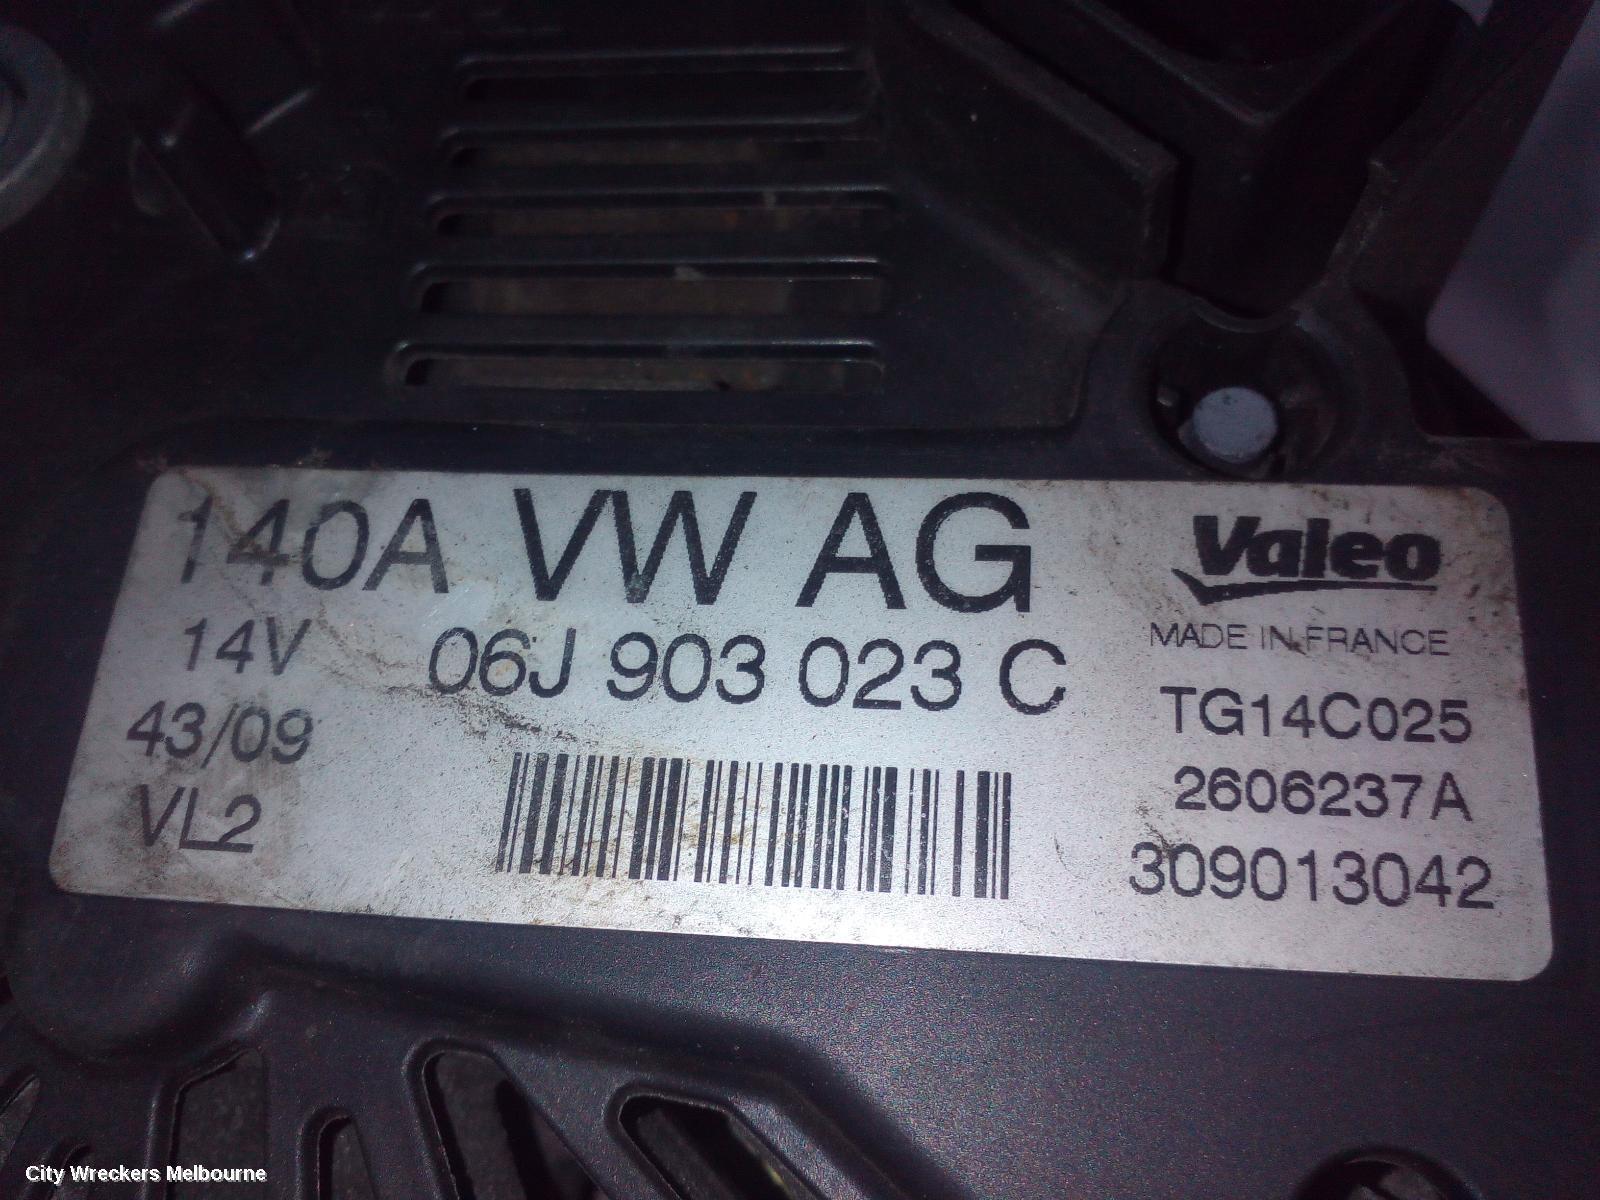 140A VW AG
Valeo
MADE IN FRANCE
14V
06J 903 023 C
TG14C025
43/09
2606237A
VL2
309013042
City Wreckers Melbourne